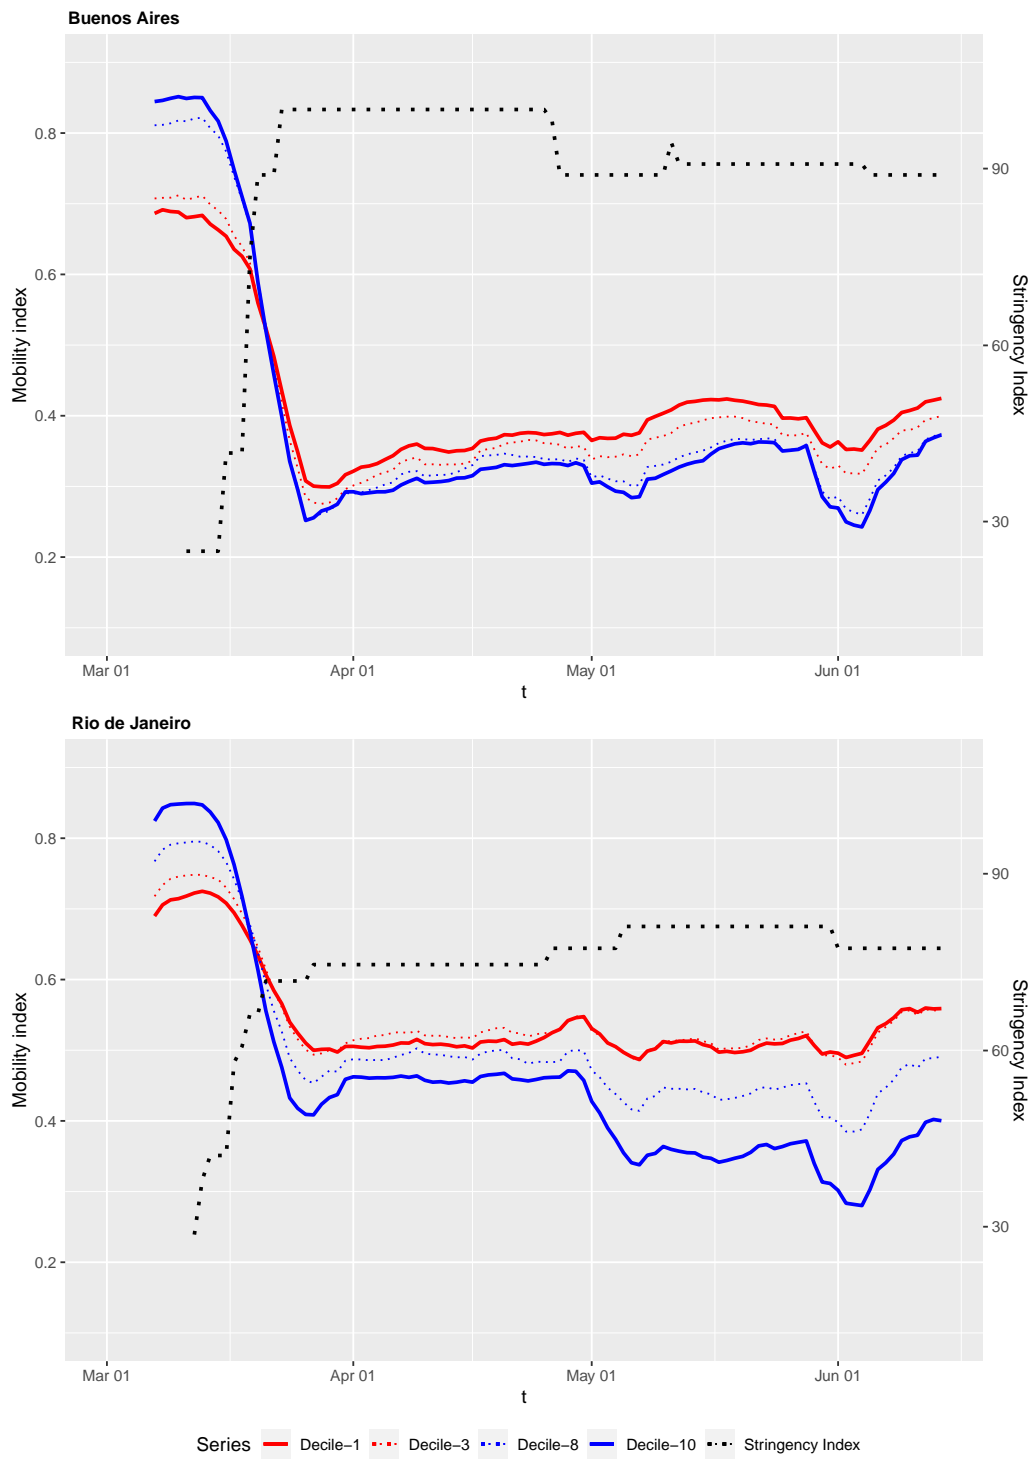 Buenos Aires
0.8
0.6
0.4
0.2
90
60
30
Mobility index
Stringency Index
Mar 01 Apr 01 May 01 Jun 01
t
Rio de Janeiro
0.8
0.6
0.4
0.2
90
60
30
Mobility index
Stringency Index
Mar 01 Apr 01 May 01 Jun 01
t
Series Decile−1 Decile−3 Decile−8 Decile−10 Stringency Index